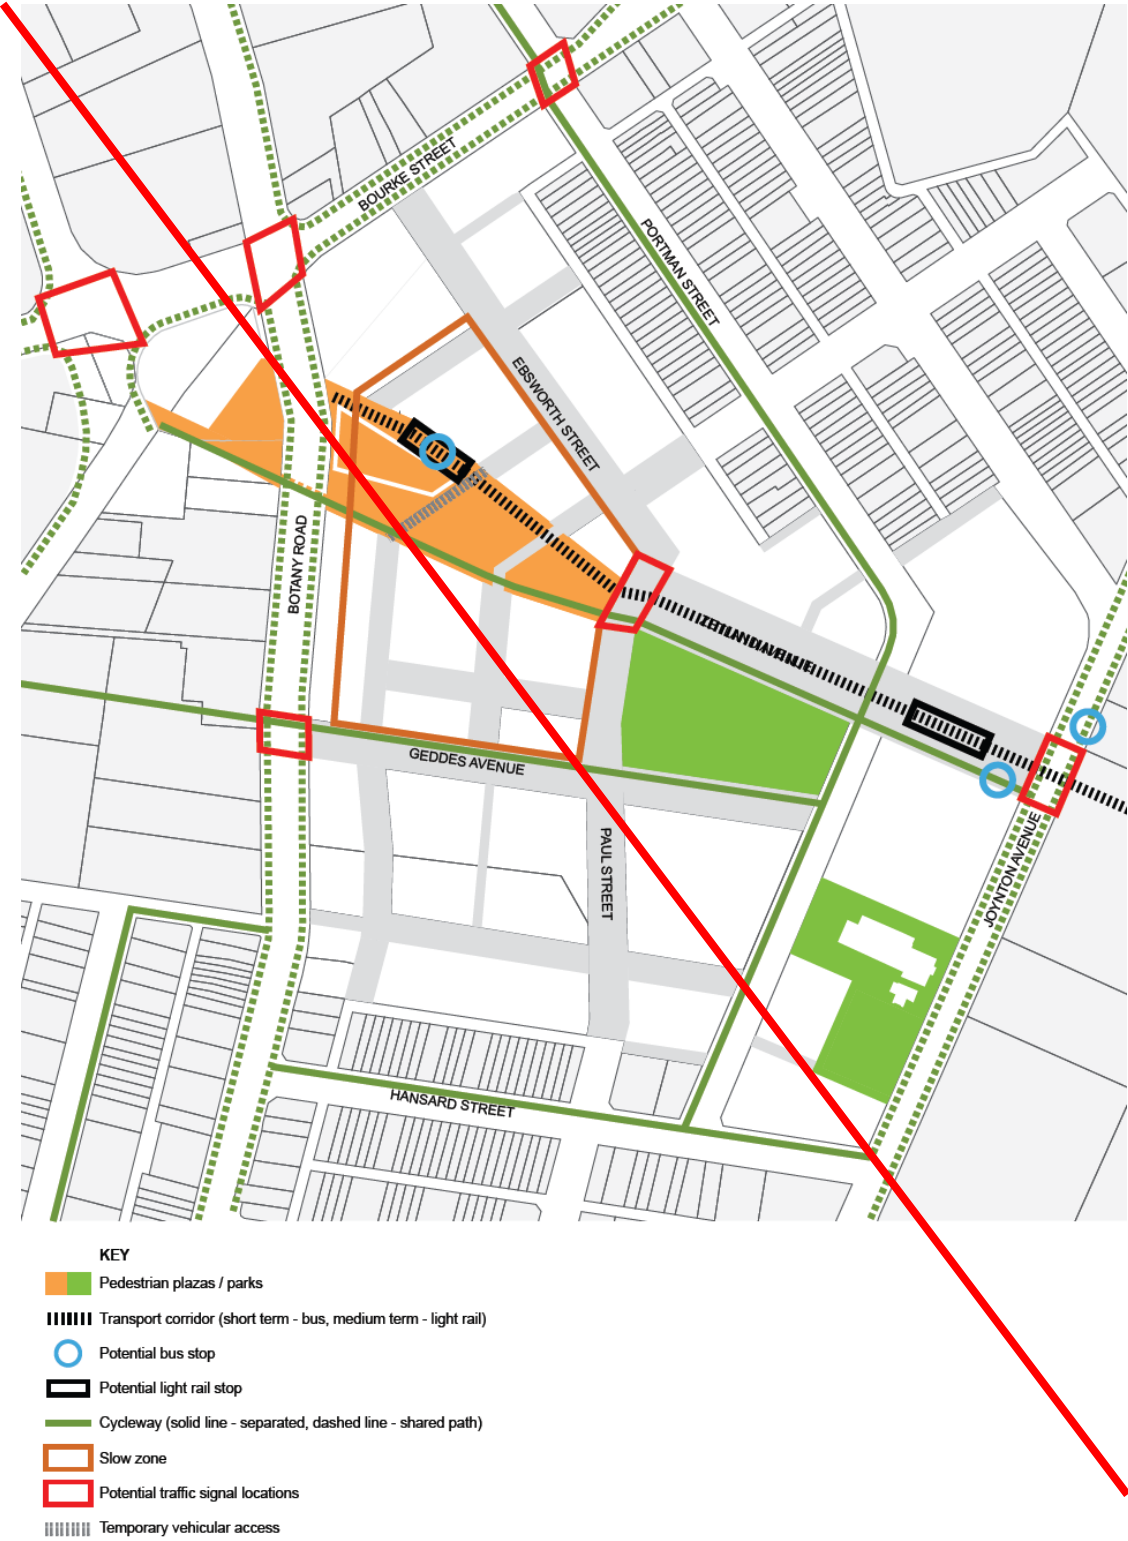 BOURKE STREET
PORTMAN STREET
EBSWORTH STREET
BOTANY ROAD
ZETLAND AVENUE
GEDDES AVENUE
PAUL STREET
JOYNTON AVENUE
HANSARD STREET
KEY
Pedestrian plazas / parks
Transport corridor (short term - bus, medium term - light rail)
Potential bus stop
Potential light rail stop
Cycleway (solid line - separated, dashed line - shared path)
Slow zone
Potential traffic signal locations
Temporary vehicular access